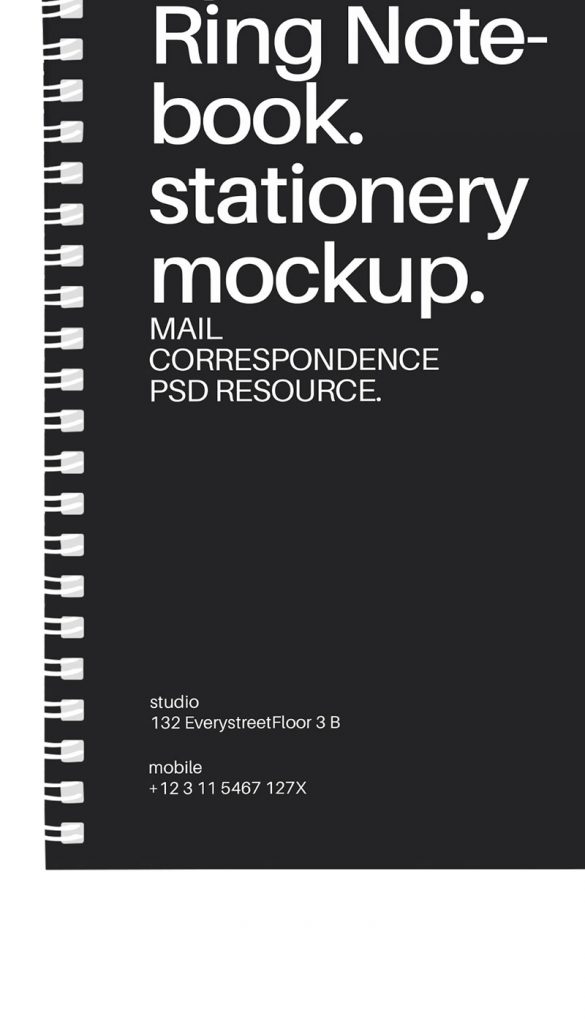 Ring Note-
book.
stationery
mockup.
MAIL
CORRESPONDENCE
PSD RESOURCE.
studio
132 EverystreetFloor 3 B
mobile
+12 3 11 5467 127X